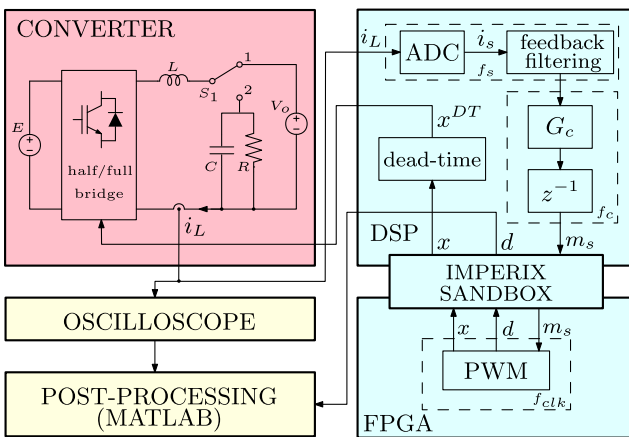 CONVERTER
L
S1
1
2
E
Vo
half/full
bridge
C
R
iL
iL
ADC
is
feedback
filtering
fs
xDT
Gc
dead-time
z−1
fc
DSP
x
d
ms
IMPERIX
SANDBOX
x
d
ms
PWM
fclk
FPGA
OSCILLOSCOPE
POST-PROCESSING
(MATLAB)